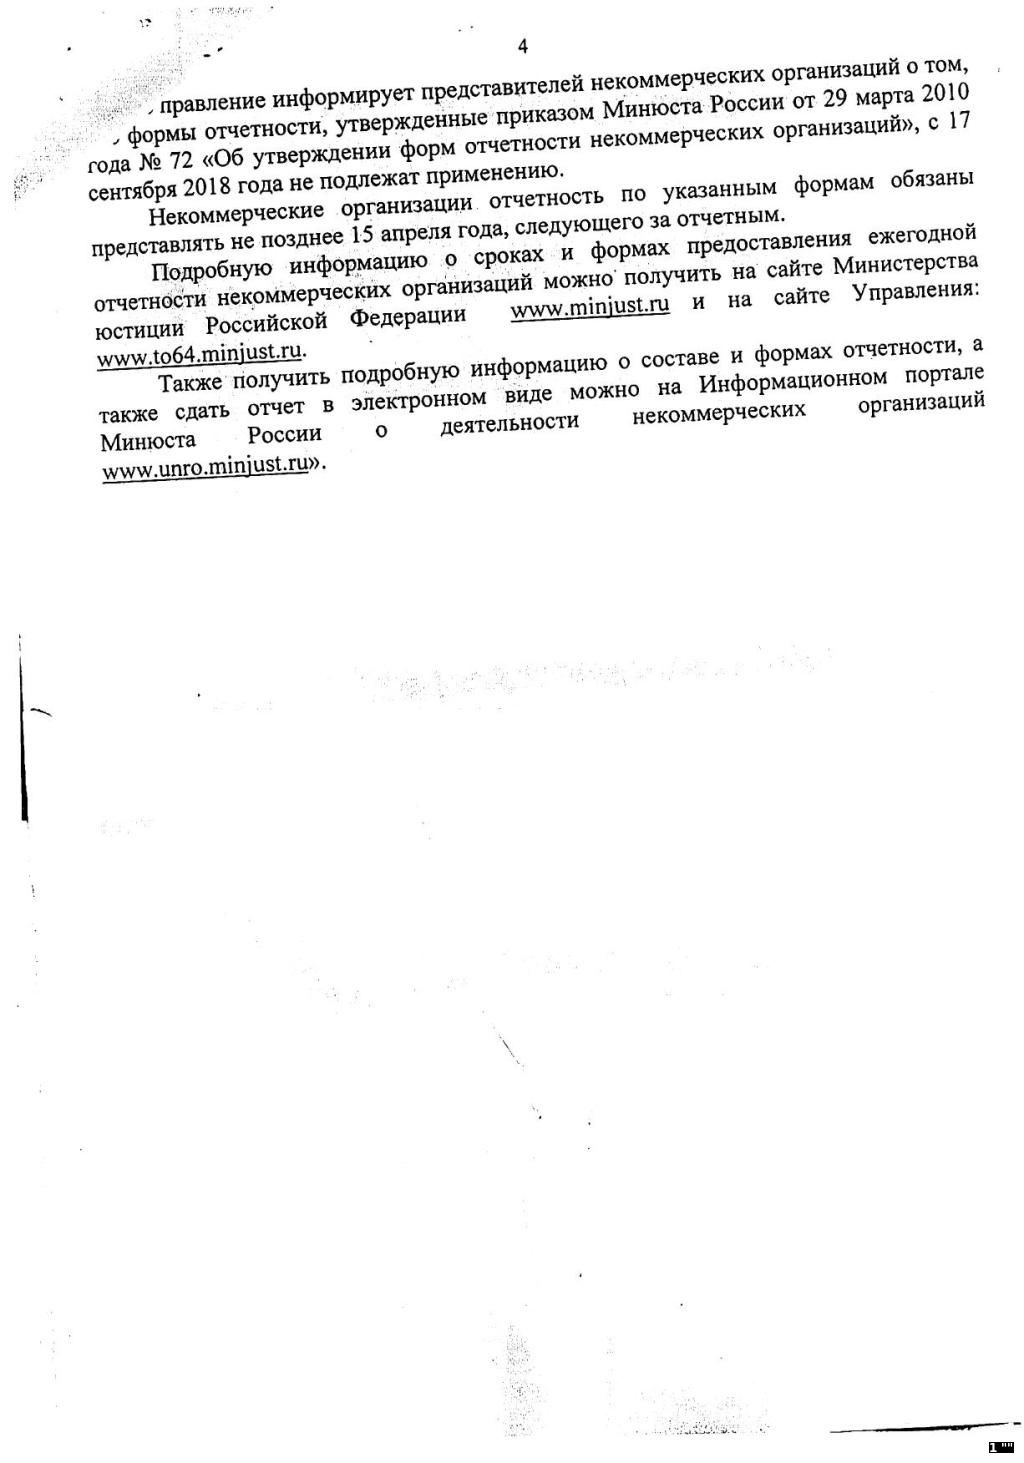 4
правление информирует представителей некоммерческих организаций о том,
формы отчетности, утвержденные приказом Минюста России от 29 марта 2010
года № 72 «Об утверждении форм отчетности некоммерческих организаций», с 17
сентября 2018 года не подлежат применению.
Некоммерческие организации отчетность по указанным формам обязаны
представлять не позднее 15 апреля года, следующего за отчетным.
Подробную информацию о сроках и формах предоставления ежегодной
отчетности некоммерческих организаций можно получить на сайте Министерства
юстиции Российской Федерации www.minjust.ru и на сайте Управления:
www.to64.minjust.ru.
Также получить подробную информацию о составе и формах отчетности, а
также сдать отчет в электронном виде можно на Информационном портале
Минюста России о деятельности некоммерческих организаций
www.unro.minjust.ru».
1 ""